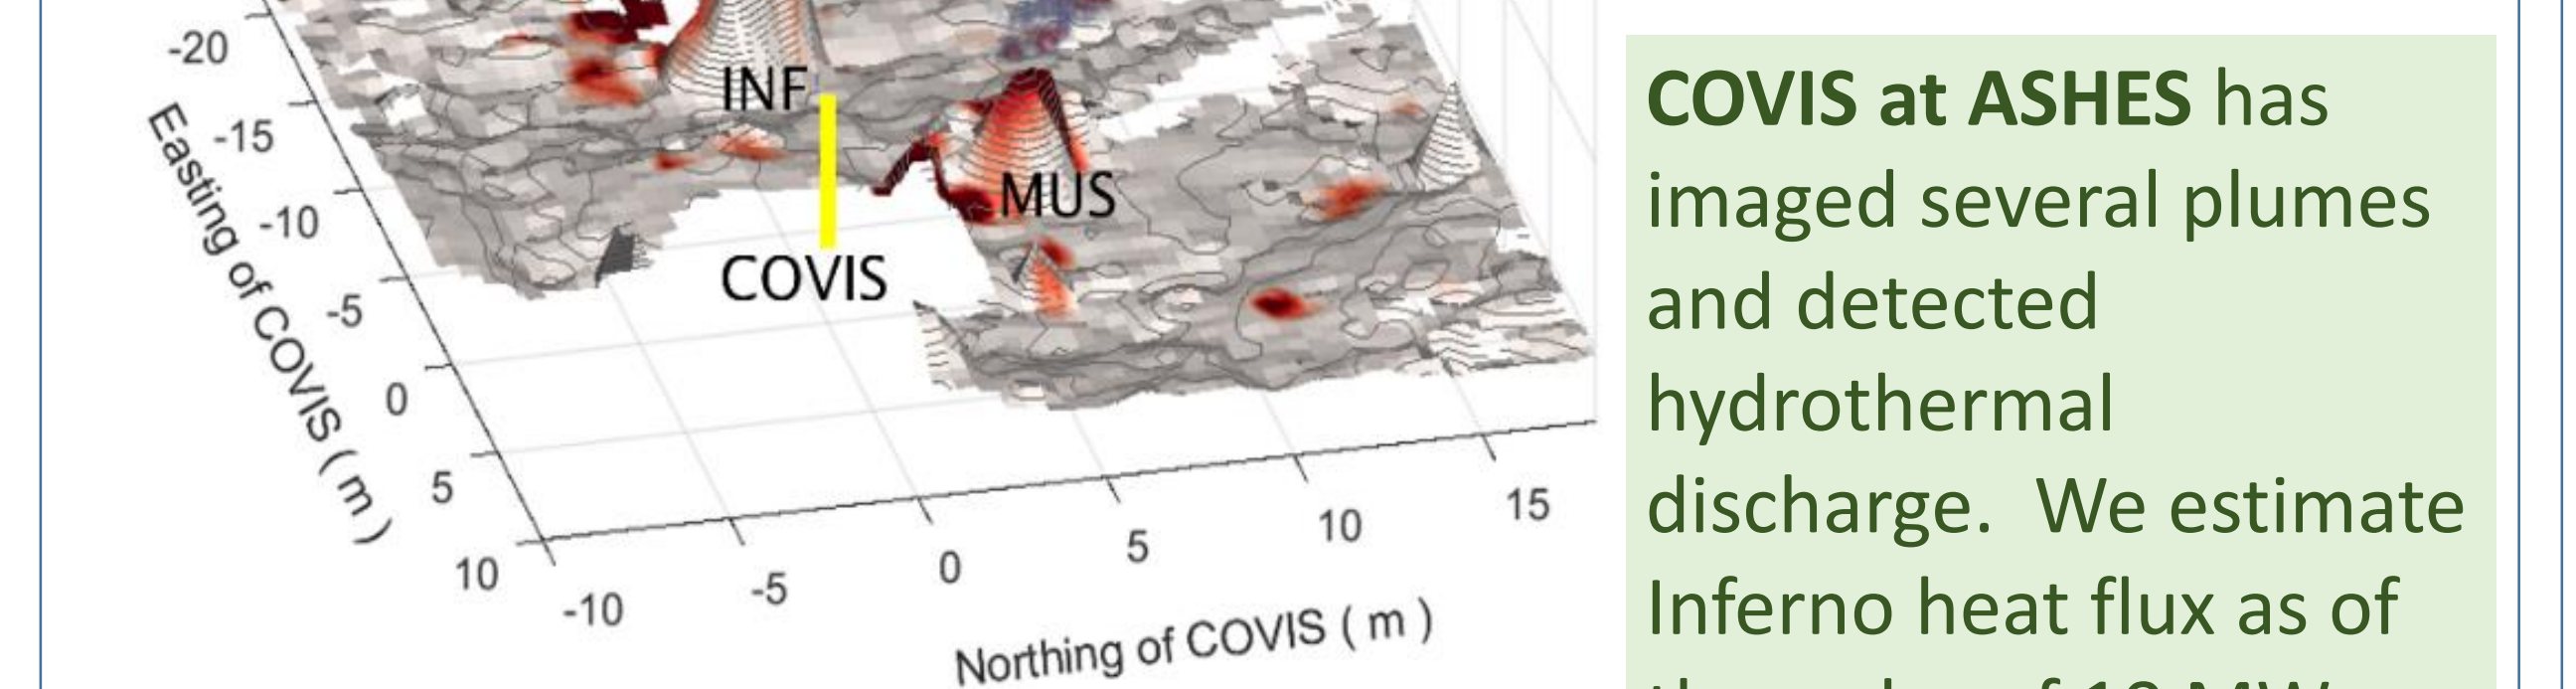 -20
-15
-10
-5
0
5
10
Easting of COVIS ( m )
INF
MUS
COVIS
-10
-5
0
5
10
15
Northing of COVIS ( m )
COVIS at ASHES has
imaged several plumes
and detected
hydrothermal
discharge.  We estimate
Inferno heat flux as of